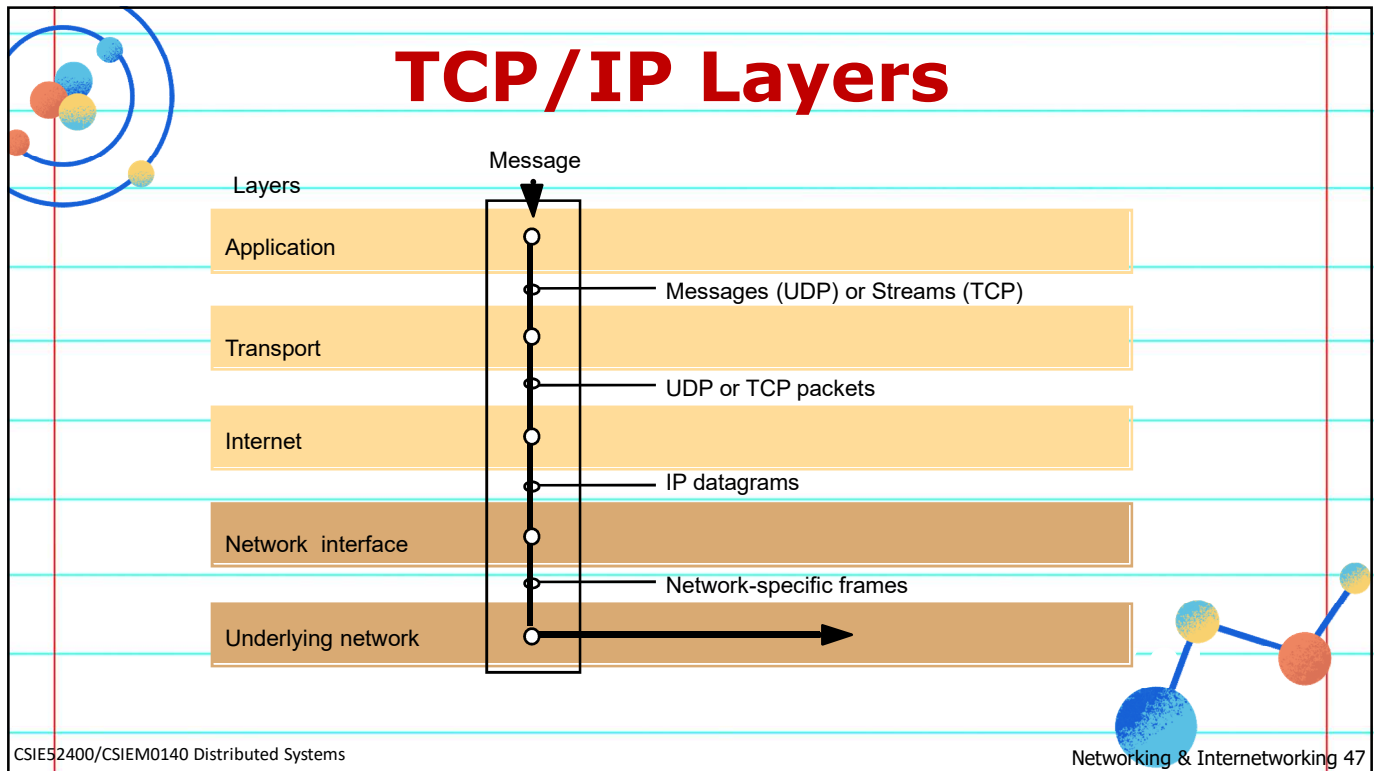 TCP/IP Layers
Message
Layers
Application
Messages (UDP) or Streams (TCP)
Transport
UDP or TCP packets
Internet
IP datagrams
Network interface
Network-specific frames
Underlying network
CSIE52400/CSIEM0140 Distributed Systems
Networking & Internetworking 47